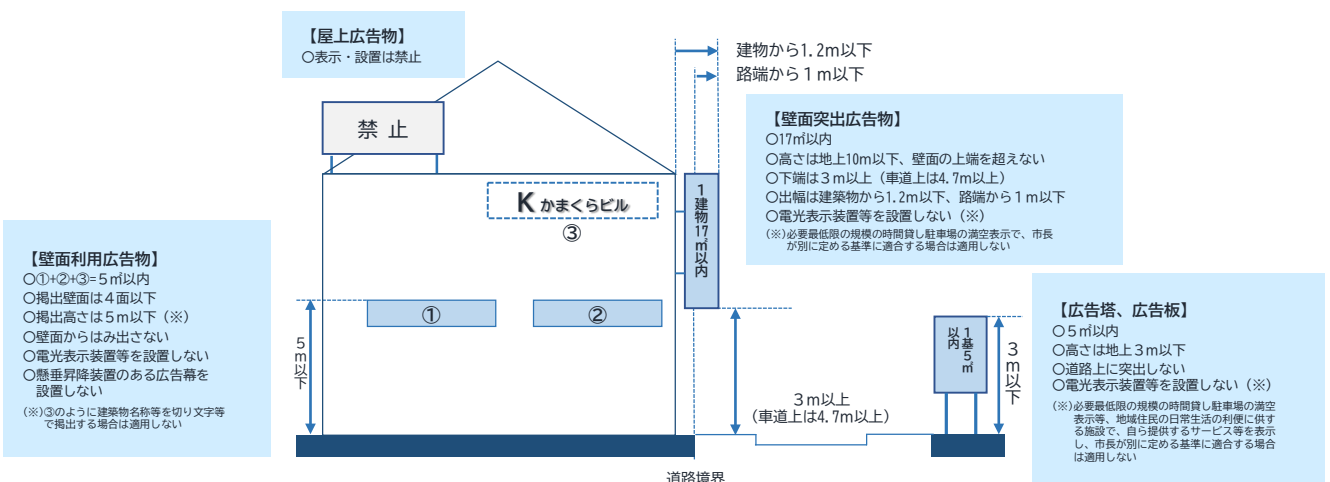 【屋上広告物】
〇表示・設置は禁止
建物から1.2m以下
路端から1m以下
禁 止
【壁面突出広告物】
〇17㎡以内
〇高さは地上10m以下、壁面の上端を超えない
〇下端は3m以上（車道上は4.7m以上）
〇出幅は建築物から1.2m以下、路端から1m以下
〇電光表示装置等を設置しない（※）
(※)必要最低限の規模の時間貸し駐車場の満空表示で、市長
が別に定める基準に適合する場合は適用しない
K かまくらビル
③
1建物17㎡以内
【壁面利用広告物】
〇①+②+③=5㎡以内
〇掲出壁面は4面以下
〇掲出高さは5m以下（※）
〇壁面からはみ出さない
〇電光表示装置等を設置しない
〇懸垂昇降装置のある広告幕を
設置しない
(※)③のように建築物名称等を切り文字等
で掲出する場合は適用しない
①
②
5m以下
3m以上
(車道上は4.7m以上)
1基5㎡
以内
3m以下
【広告塔、広告板】
〇5㎡以内
〇高さは地上3m以下
〇道路上に突出しない
〇電光表示装置等を設置しない（※）
(※)必要最低限の規模の時間貸し駐車場の満空
表示等、地域住民の日常生活の利便に供す
る施設で、自ら提供するサービス等を表示
し、市長が別に定める基準に適合する場合
は適用しない
道路境界